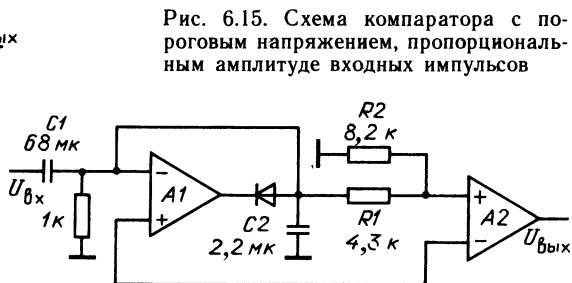 ых
Рис. 6.15. Схема компаратора с по-
роговым напряжением, пропорциональ-
ным амплитуде входных импульсов
C1
68 мк
Uвх
1к
−
A1
+
C2
2,2 мк
R2
8,2 к
R1
4,3 к
+
A2
−
Uвых